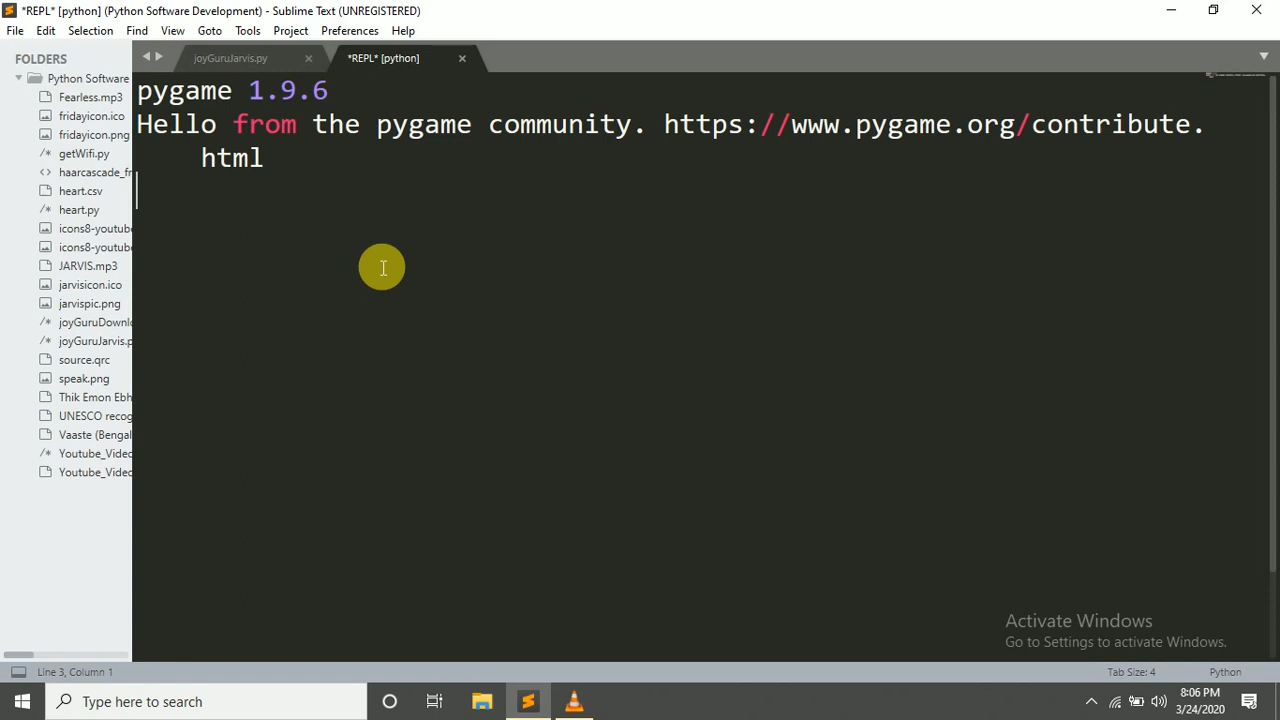 *REPL* [python] (Python Software Development) - Sublime Text (UNREGISTERED)
File Edit Selection Find View Goto Tools Project Preferences Help
FOLDERS
Python Software
Fearless.mp3
fridayicon.ico
fridayicon.png
getWifi.py
haarcascade_fr
heart.csv
heart.py
icons8-youtube
icons8-youtube
JARVIS.mp3
jarvisicon.ico
jarvispic.png
joyGuruDownlo
joyGuruJarvis.p
source.qrc
speak.png
Thik Emon Ebh
UNESCO recog
Vaaste (Bengal
Youtube_Video
Youtube_Video
joyGuruJarvis.py
*REPL* [python]
pygame 1.9.6
Hello from the pygame community. https://www.pygame.org/contribute.
html
Activate Windows
Go to Settings to activate Windows.
Line 3, Column 1
Tab Size: 4
Python
Type here to search
8:06 PM
3/24/2020